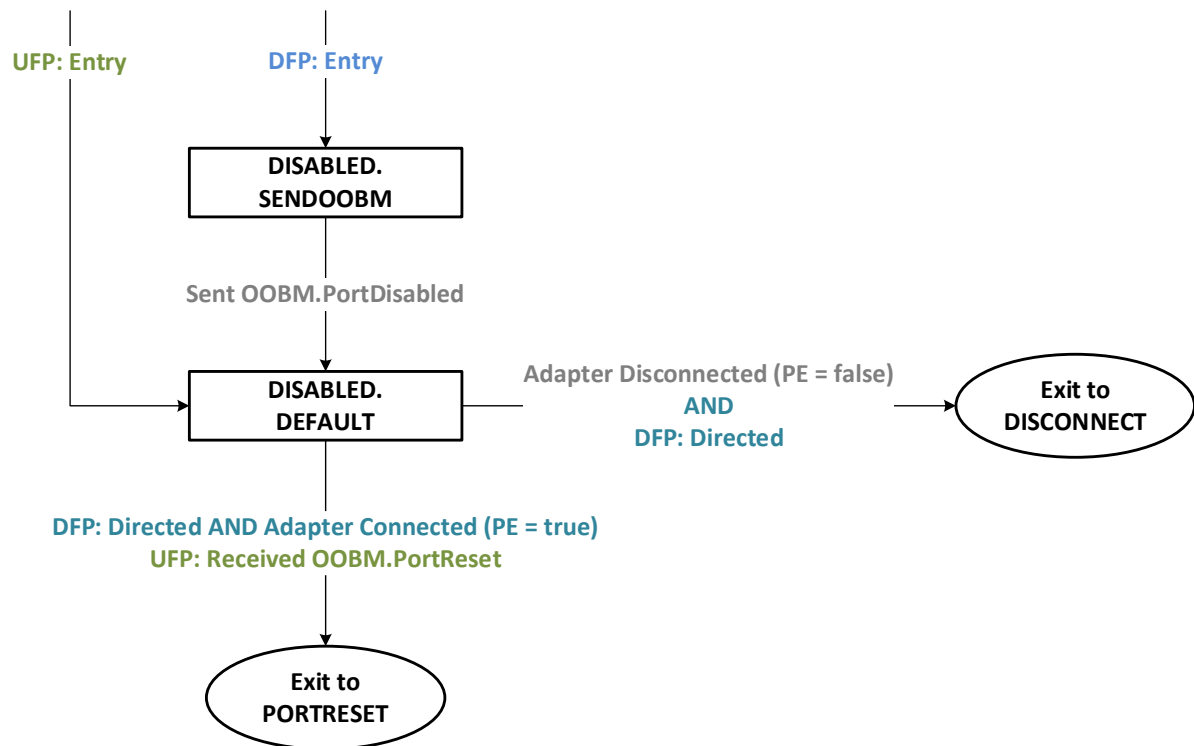 UFP: Entry
DFP: Entry
DISABLED.
SENDOOBM
Sent OOBM.PortDisabled
DISABLED.
DEFAULT
Adapter Disconnected (PE = false)
AND
DFP: Directed
Exit to
DISCONNECT
DFP: Directed AND Adapter Connected (PE = true)
UFP: Received OOBM.PortReset
Exit to
PORTRESET